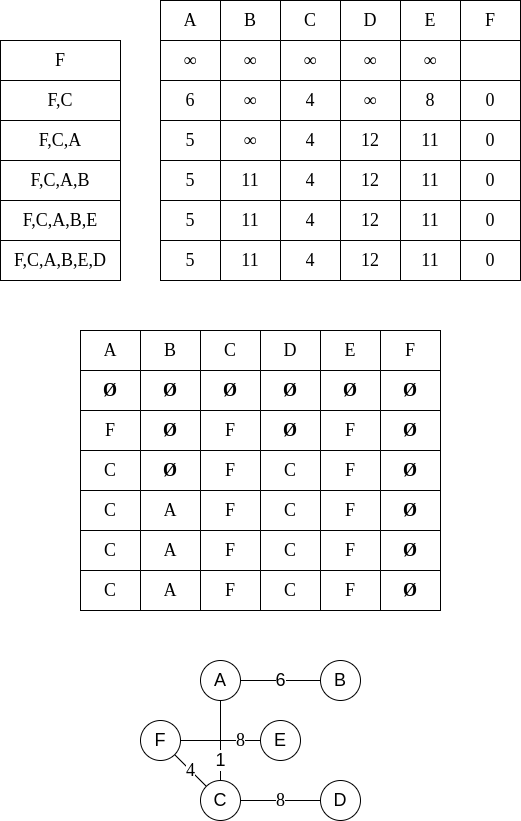 A B C D E F
F ∞ ∞ ∞ ∞ ∞
F,C 6 ∞ 4 ∞ 8 0
F,C,A 5 ∞ 4 12 11 0
F,C,A,B 5 11 4 12 11 0
F,C,A,B,E 5 11 4 12 11 0
F,C,A,B,E,D 5 11 4 12 11 0
A B C D E F
Ø Ø Ø Ø Ø Ø
F Ø F Ø F Ø
C Ø F C F Ø
C A F C F Ø
C A F C F Ø
C A F C F Ø
A 6 B
F 8 E
4 1
C 8 D